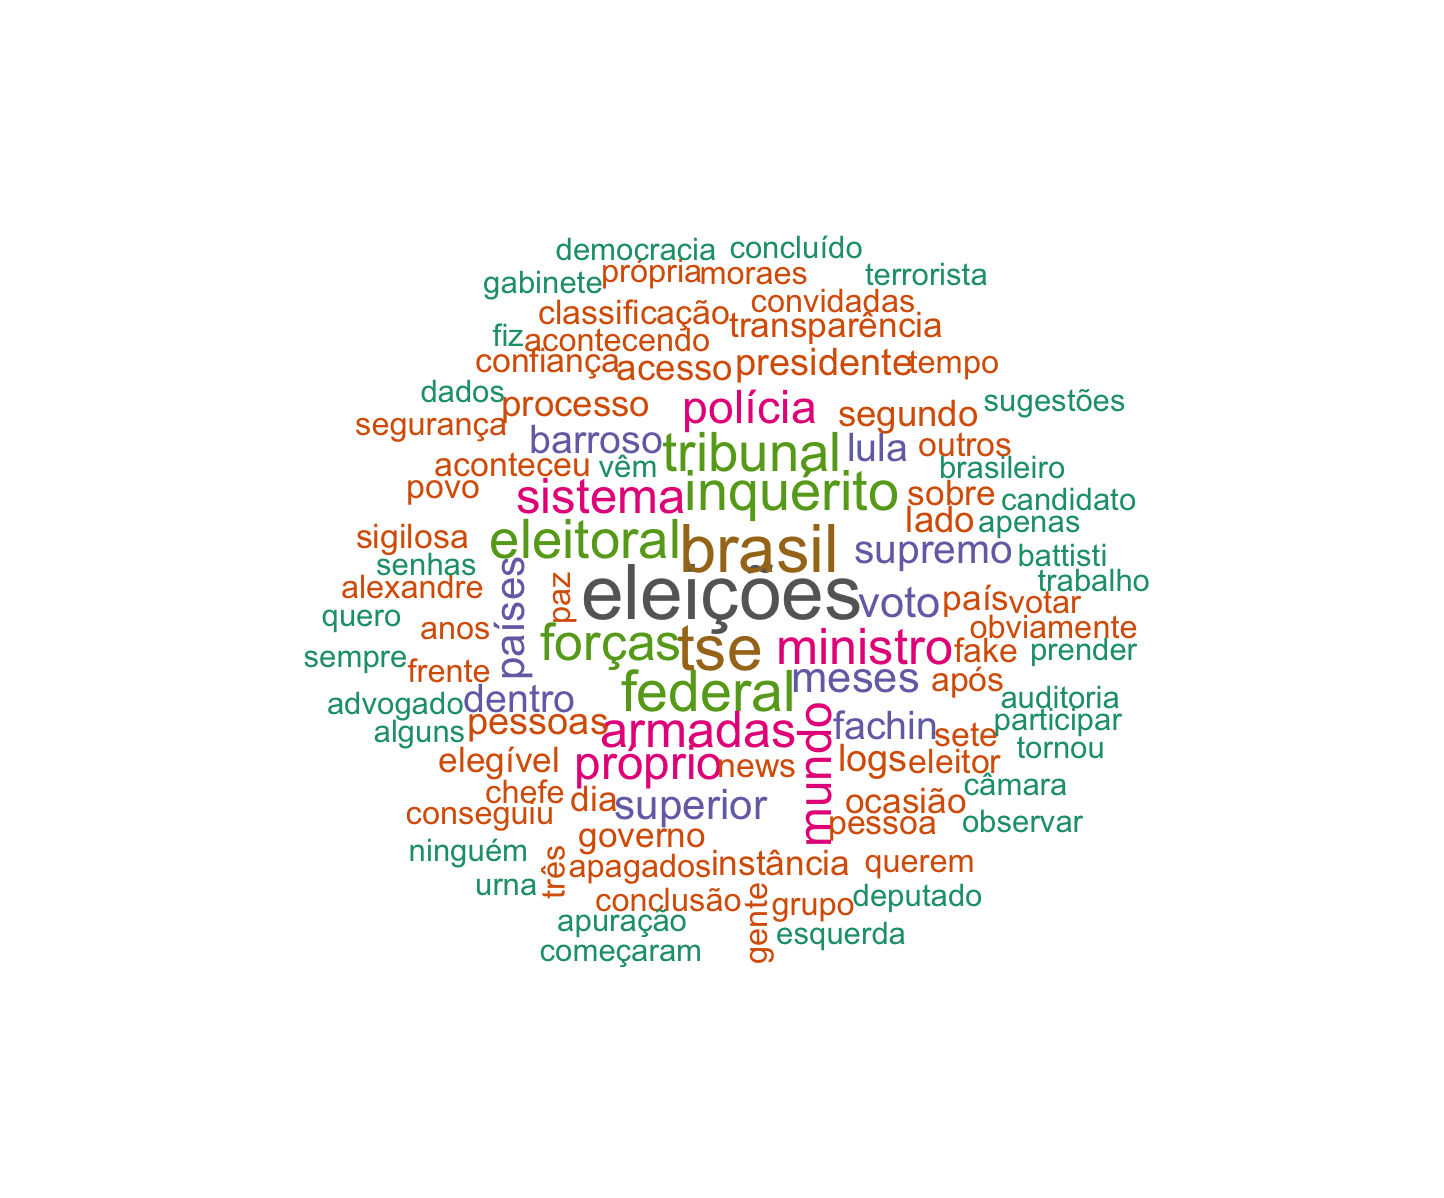 democracia concluído
gabinete própria moraes terrorista
classificação convidadas
fiz acontecendo transparência
confiança acesso presidente tempo
dados processo polícia segundo sugestões
segurança barroso tribunal lula outros
aconteceu vêm brasileiro
povo sistema inquérito sobre candidato
sigilosa eleitoral brasil lado apenas
senhas supremo battisti
alexandre países paz eleições voto país votar trabalho
quero anos obviamente
sempre frente forças tse ministro fake prender
advogado dentro federal meses após auditoria
alguns pessoas armadas mundo fachin sete participar
elegível próprio news logs eleitor tornou
chefe câmara
conseguiu dia superior ocasião
governo pessoa observar
ninguém três apagados instância querem
urna conclusão gente grupo deputado
apuração esquerda
começaram